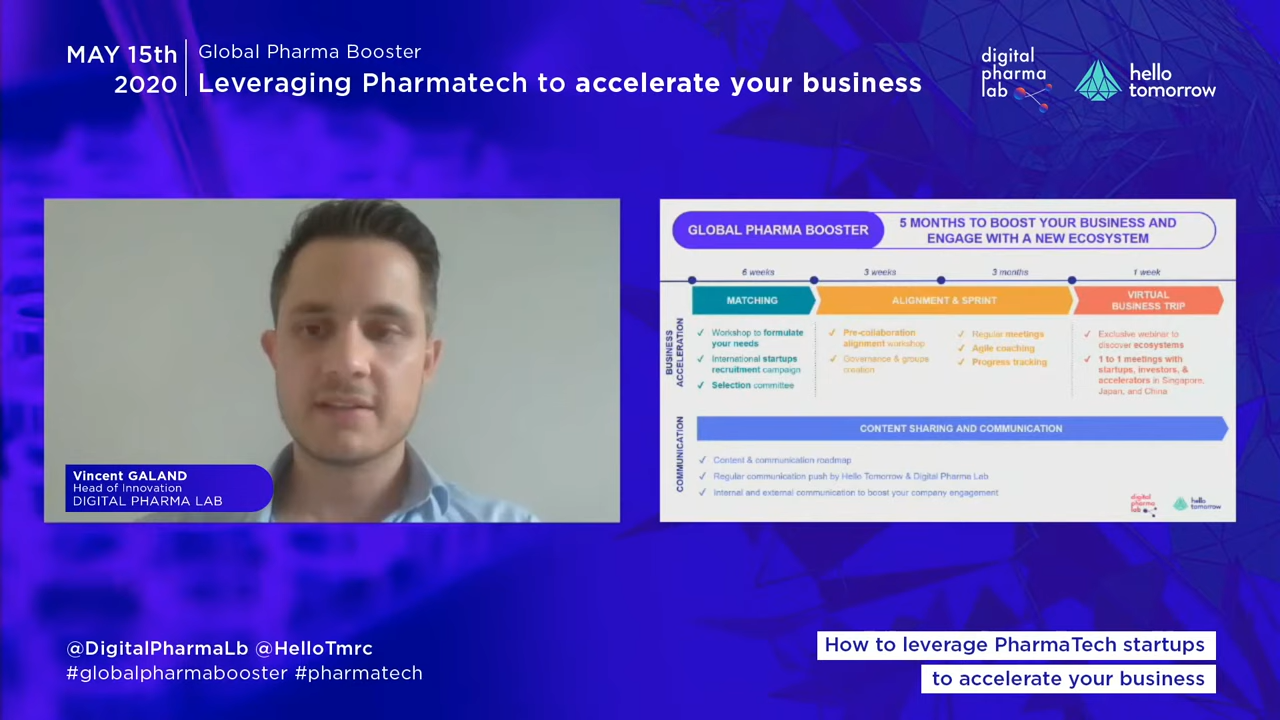 MAY 15th
2020
Global Pharma Booster
Leveraging Pharmatech to accelerate your business
digital
pharma
lab
hello
tomorrow
GLOBAL PHARMA BOOSTER
5 MONTHS TO BOOST YOUR BUSINESS AND
ENGAGE WITH A NEW ECOSYSTEM
6 weeks
3 weeks
3 months
1 week
MATCHING
ALIGNMENT & SPRINT
VIRTUAL
BUSINESS TRIP
BUSINESS
ACCELERATION
✓ Workshop to formulate
your needs
✓ International startups
recruitment campaign
✓ Selection committee
✓ Pre-collaboration
alignment workshop
✓ Governance & groups
creation
✓ Regular meetings
✓ Agile coaching
✓ Progress tracking
✓ Exclusive webinar to
discover ecosystems
✓ 1 to 1 meetings with
startups, investors, &
accelerators in Singapore,
Japan, and China
COMMUNICATION
CONTENT SHARING AND COMMUNICATION
✓ Content & communication roadmap
✓ Regular communication push by Hello Tomorrow & Digital Pharma Lab
✓ Internal and external communication to boost your company engagement
digital
pharma
lab
hello
tomorrow
Vincent GALAND
Head of Innovation
DIGITAL PHARMA LAB
@DigitalPharmaLb @HelloTmrc
#globalpharmabooster #pharmatech
How to leverage PharmaTech startups
to accelerate your business